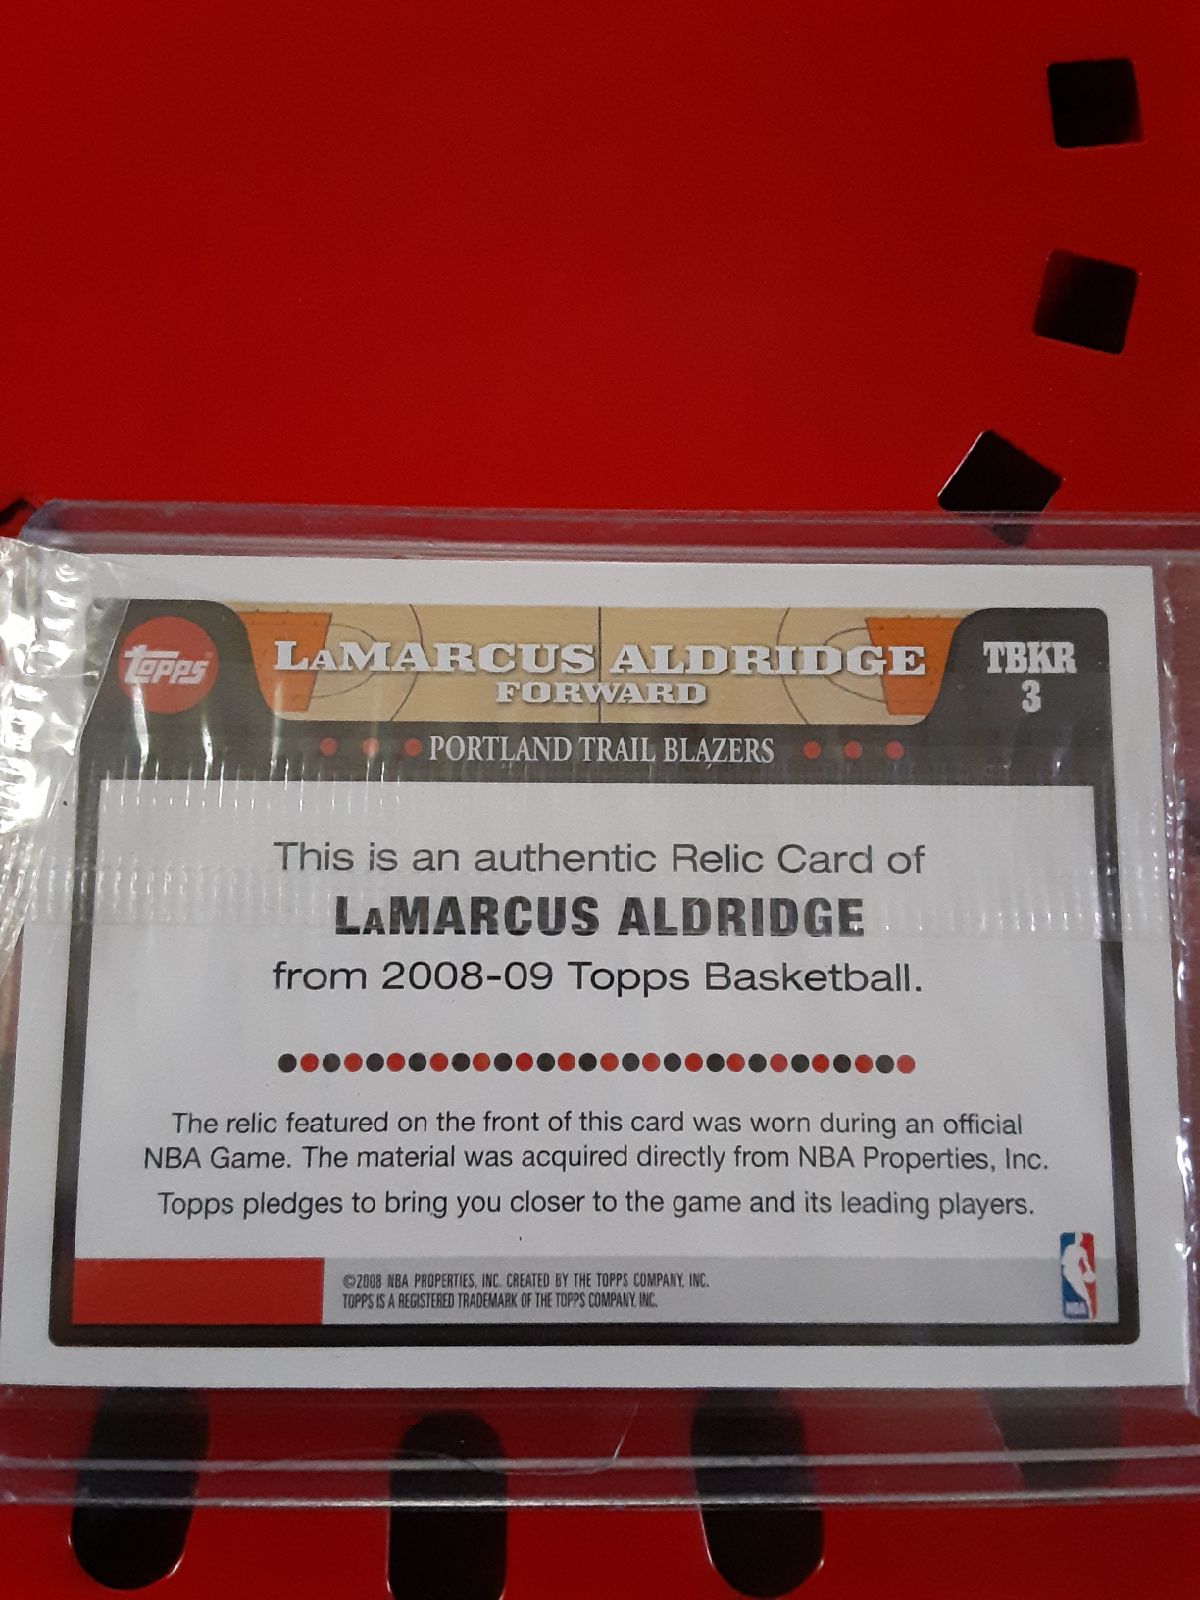 topps
LaMARCUS ALDRIDGE
FORWARD
TBKR
3
PORTLAND TRAIL BLAZERS
This is an authentic Relic Card of
LaMARCUS ALDRIDGE
from 2008-09 Topps Basketball.
The relic featured on the front of this card was worn during an official
NBA Game. The material was acquired directly from NBA Properties, Inc.
Topps pledges to bring you closer to the game and its leading players.
©2008 NBA PROPERTIES, INC. CREATED BY THE TOPPS COMPANY, INC.
TOPPS IS A REGISTERED TRADEMARK OF THE TOPPS COMPANY, INC.
NBA